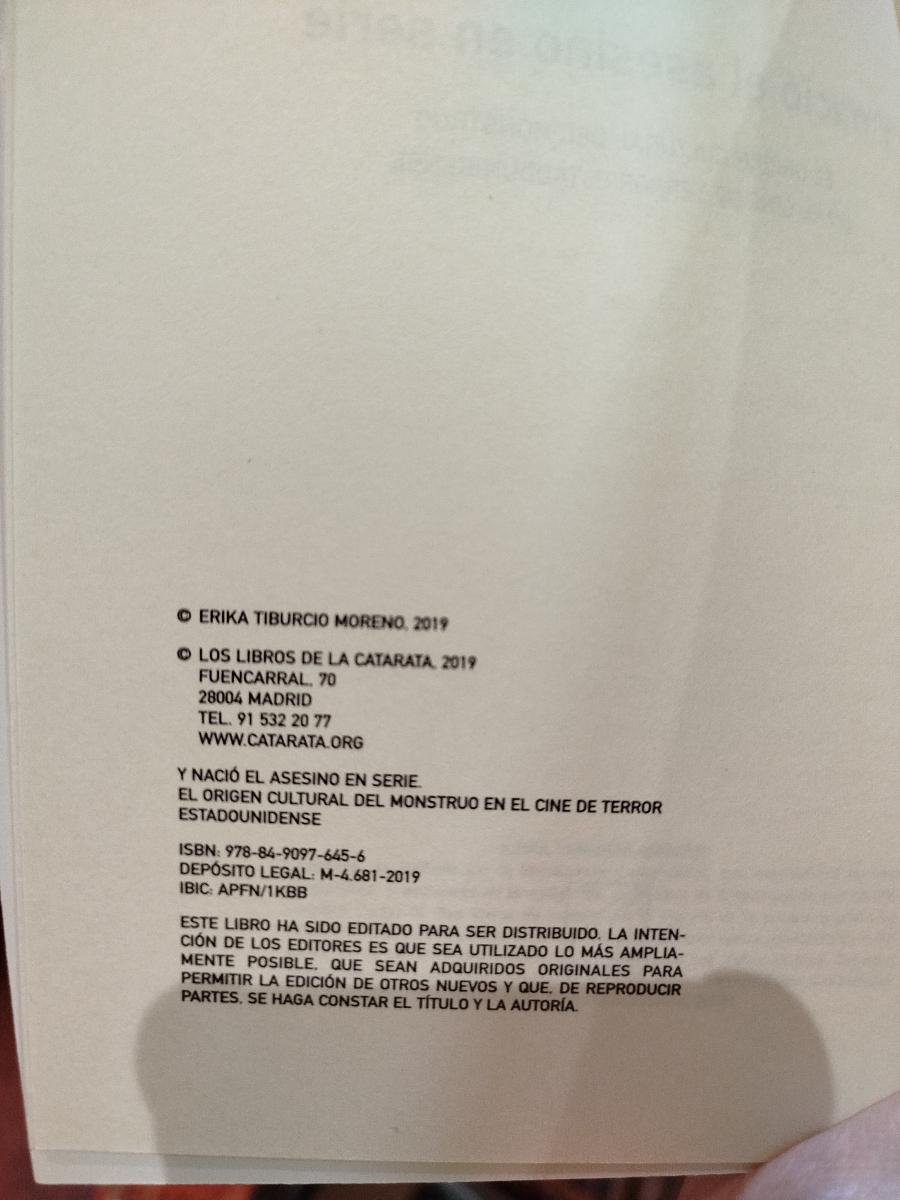 © ERIKA TIBURCIO MORENO, 2019
© LOS LIBROS DE LA CATARATA, 2019
FUENCARRAL, 70
28004 MADRID
TEL. 91 532 20 77
WWW.CATARATA.ORG
Y NACIÓ EL ASESINO EN SERIE.
EL ORIGEN CULTURAL DEL MONSTRUO EN EL CINE DE TERROR
ESTADOUNIDENSE
ISBN: 978-84-9097-645-6
DEPÓSITO LEGAL: M-4.681-2019
IBIC: APFN/1KBB
ESTE LIBRO HA SIDO EDITADO PARA SER DISTRIBUIDO. LA INTEN-
CIÓN DE LOS EDITORES ES QUE SEA UTILIZADO LO MÁS AMPLIA-
MENTE POSIBLE, QUE SEAN ADQUIRIDOS ORIGINALES PARA
PERMITIR LA EDICIÓN DE OTROS NUEVOS Y QUE, DE REPRODUCIR
PARTES, SE HAGA CONSTAR EL TÍTULO Y LA AUTORÍA.